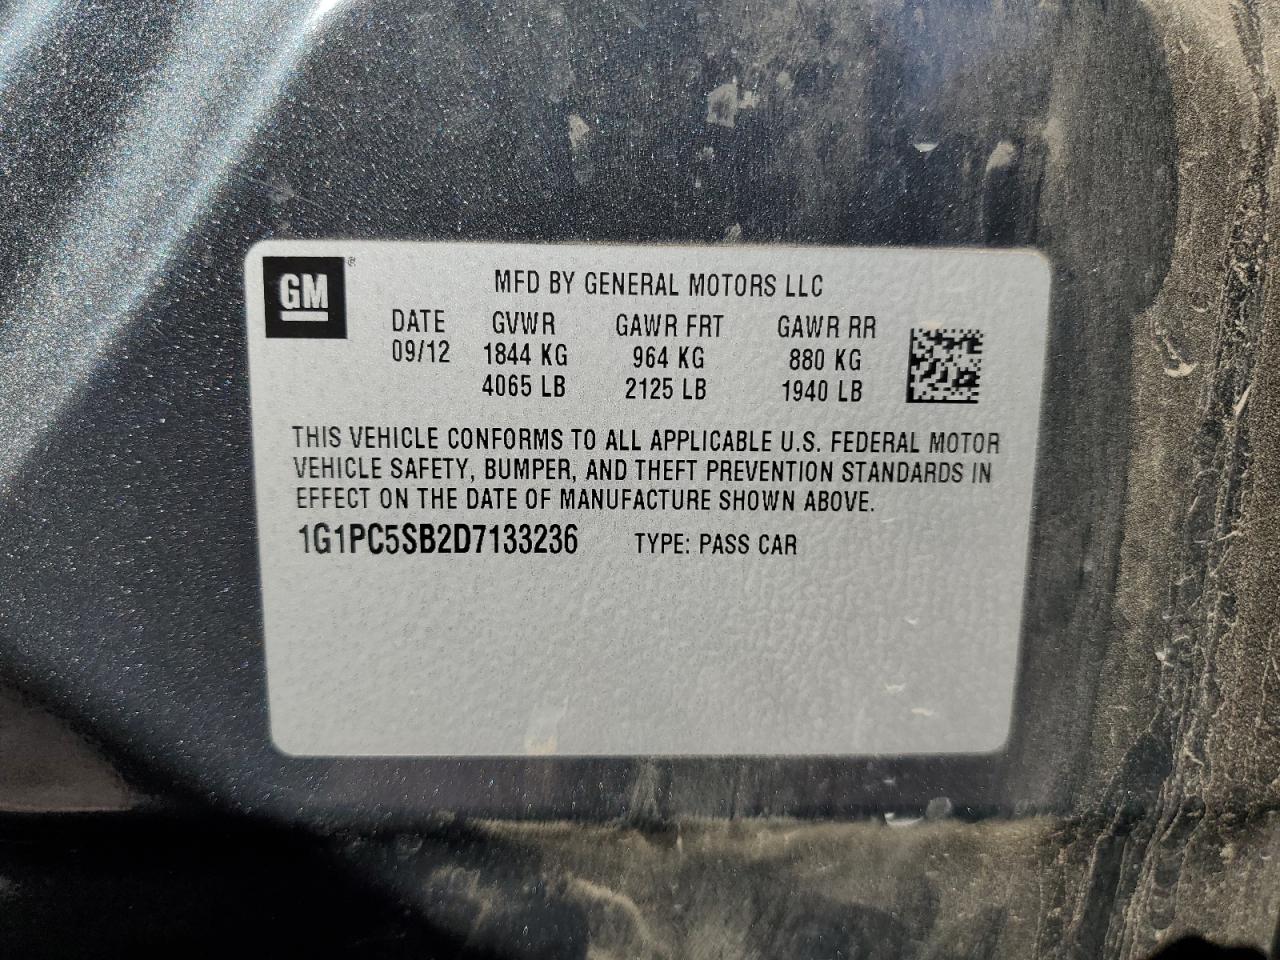 GM®
MFD BY GENERAL MOTORS LLC
DATE GVWR GAWR FRT GAWR RR
09/12 1844 KG 964 KG 880 KG
4065 LB 2125 LB 1940 LB
THIS VEHICLE CONFORMS TO ALL APPLICABLE U.S. FEDERAL MOTOR
VEHICLE SAFETY, BUMPER, AND THEFT PREVENTION STANDARDS IN
EFFECT ON THE DATE OF MANUFACTURE SHOWN ABOVE.
1G1PC5SB2D7133236 TYPE: PASS CAR